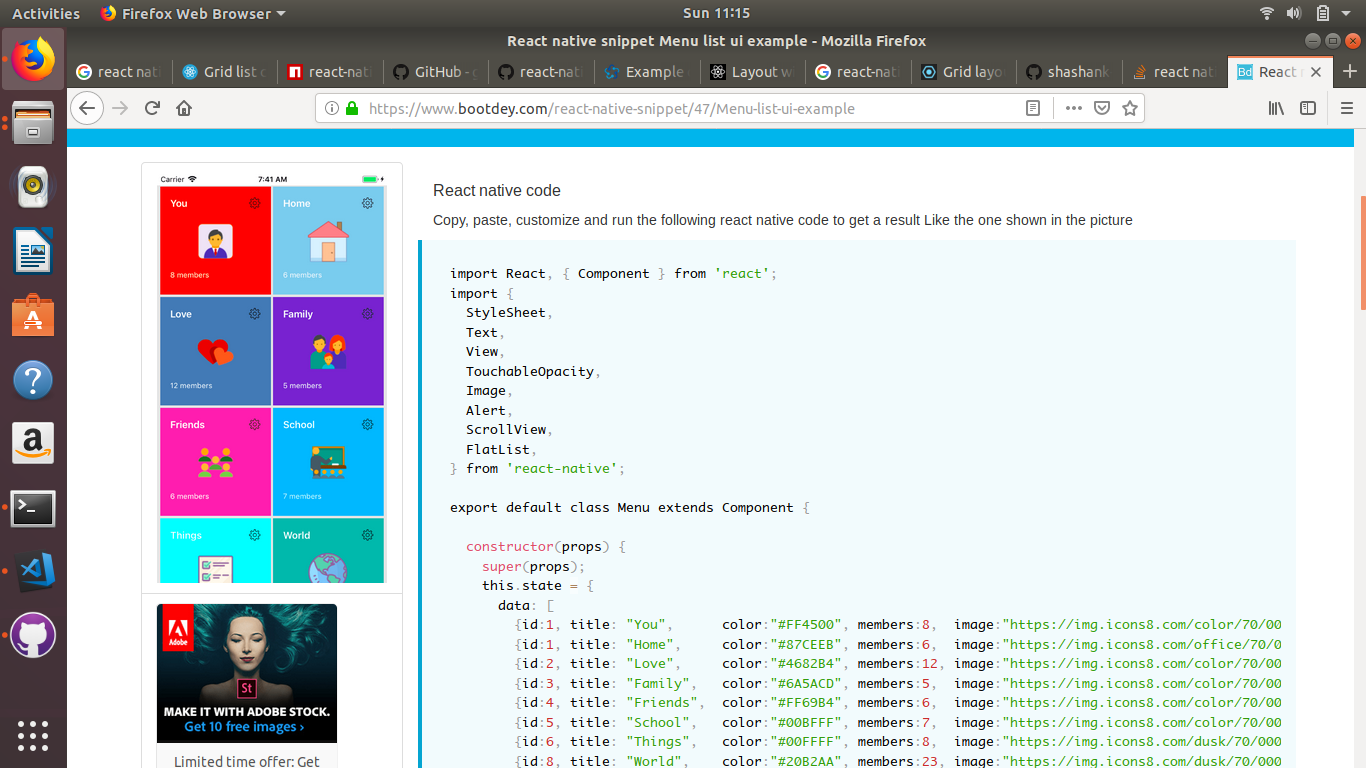 Activities
Firefox Web Browser
Sun 11:15
React native snippet Menu list ui example - Mozilla Firefox
react nati
Grid list c
react-nati
GitHub - g
react-nati
Example
Layout w
react-nati
Grid layo
shashank
react nat
Bd React
https://www.bootdey.com/react-native-snippet/47/Menu-list-ui-example
Carrier
7:41 AM
You
Home
8 members
6 members
Love
Family
12 members
5 members
Friends
School
6 members
7 members
Things
World
Adobe
St
MAKE IT WITH ADOBE STOCK.
Get 10 free images ›
Limited time offer: Get
React native code
Copy, paste, customize and run the following react native code to get a result Like the one shown in the picture
import React, { Component } from 'react';
import {
  StyleSheet,
  Text,
  View,
  TouchableOpacity,
  Image,
  Alert,
  ScrollView,
  FlatList,
} from 'react-native';
export default class Menu extends Component {
  constructor(props) {
    super(props);
    this.state = {
      data: [
        {id:1, title: "You",      color:"#FF4500", members:8,  image:"https://img.icons8.com/color/70/00
        {id:1, title: "Home",     color:"#87CEEB", members:6,  image:"https://img.icons8.com/office/70/0
        {id:2, title: "Love",     color:"#4682B4", members:12, image:"https://img.icons8.com/color/70/00
        {id:3, title: "Family",   color:"#6A5ACD", members:5,  image:"https://img.icons8.com/color/70/00
        {id:4, title: "Friends",  color:"#FF69B4", members:6,  image:"https://img.icons8.com/color/70/00
        {id:5, title: "School",   color:"#00BFFF", members:7,  image:"https://img.icons8.com/color/70/00
        {id:6, title: "Things",   color:"#00FFFF", members:8,  image:"https://img.icons8.com/dusk/70/000
        {id:8, title: "World",    color:"#20B2AA", members:23, image:"https://img.icons8.com/dusk/70/000